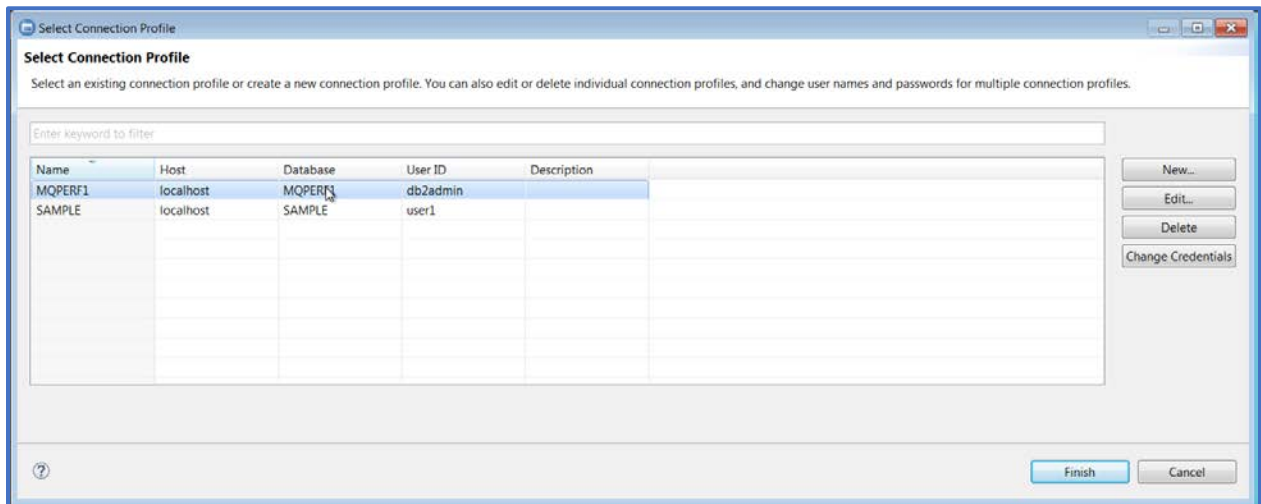 Select Connection Profile
Select Connection Profile
Select an existing connection profile or create a new connection profile. You can also edit or delete individual connection profiles, and change user names and passwords for multiple connection profiles.
Enter keyword to filter
Name Host Database User ID Description
MQPERF1 localhost MQPERF1 db2admin
SAMPLE localhost SAMPLE user1
New...
Edit...
Delete
Change Credentials
?
Finish Cancel